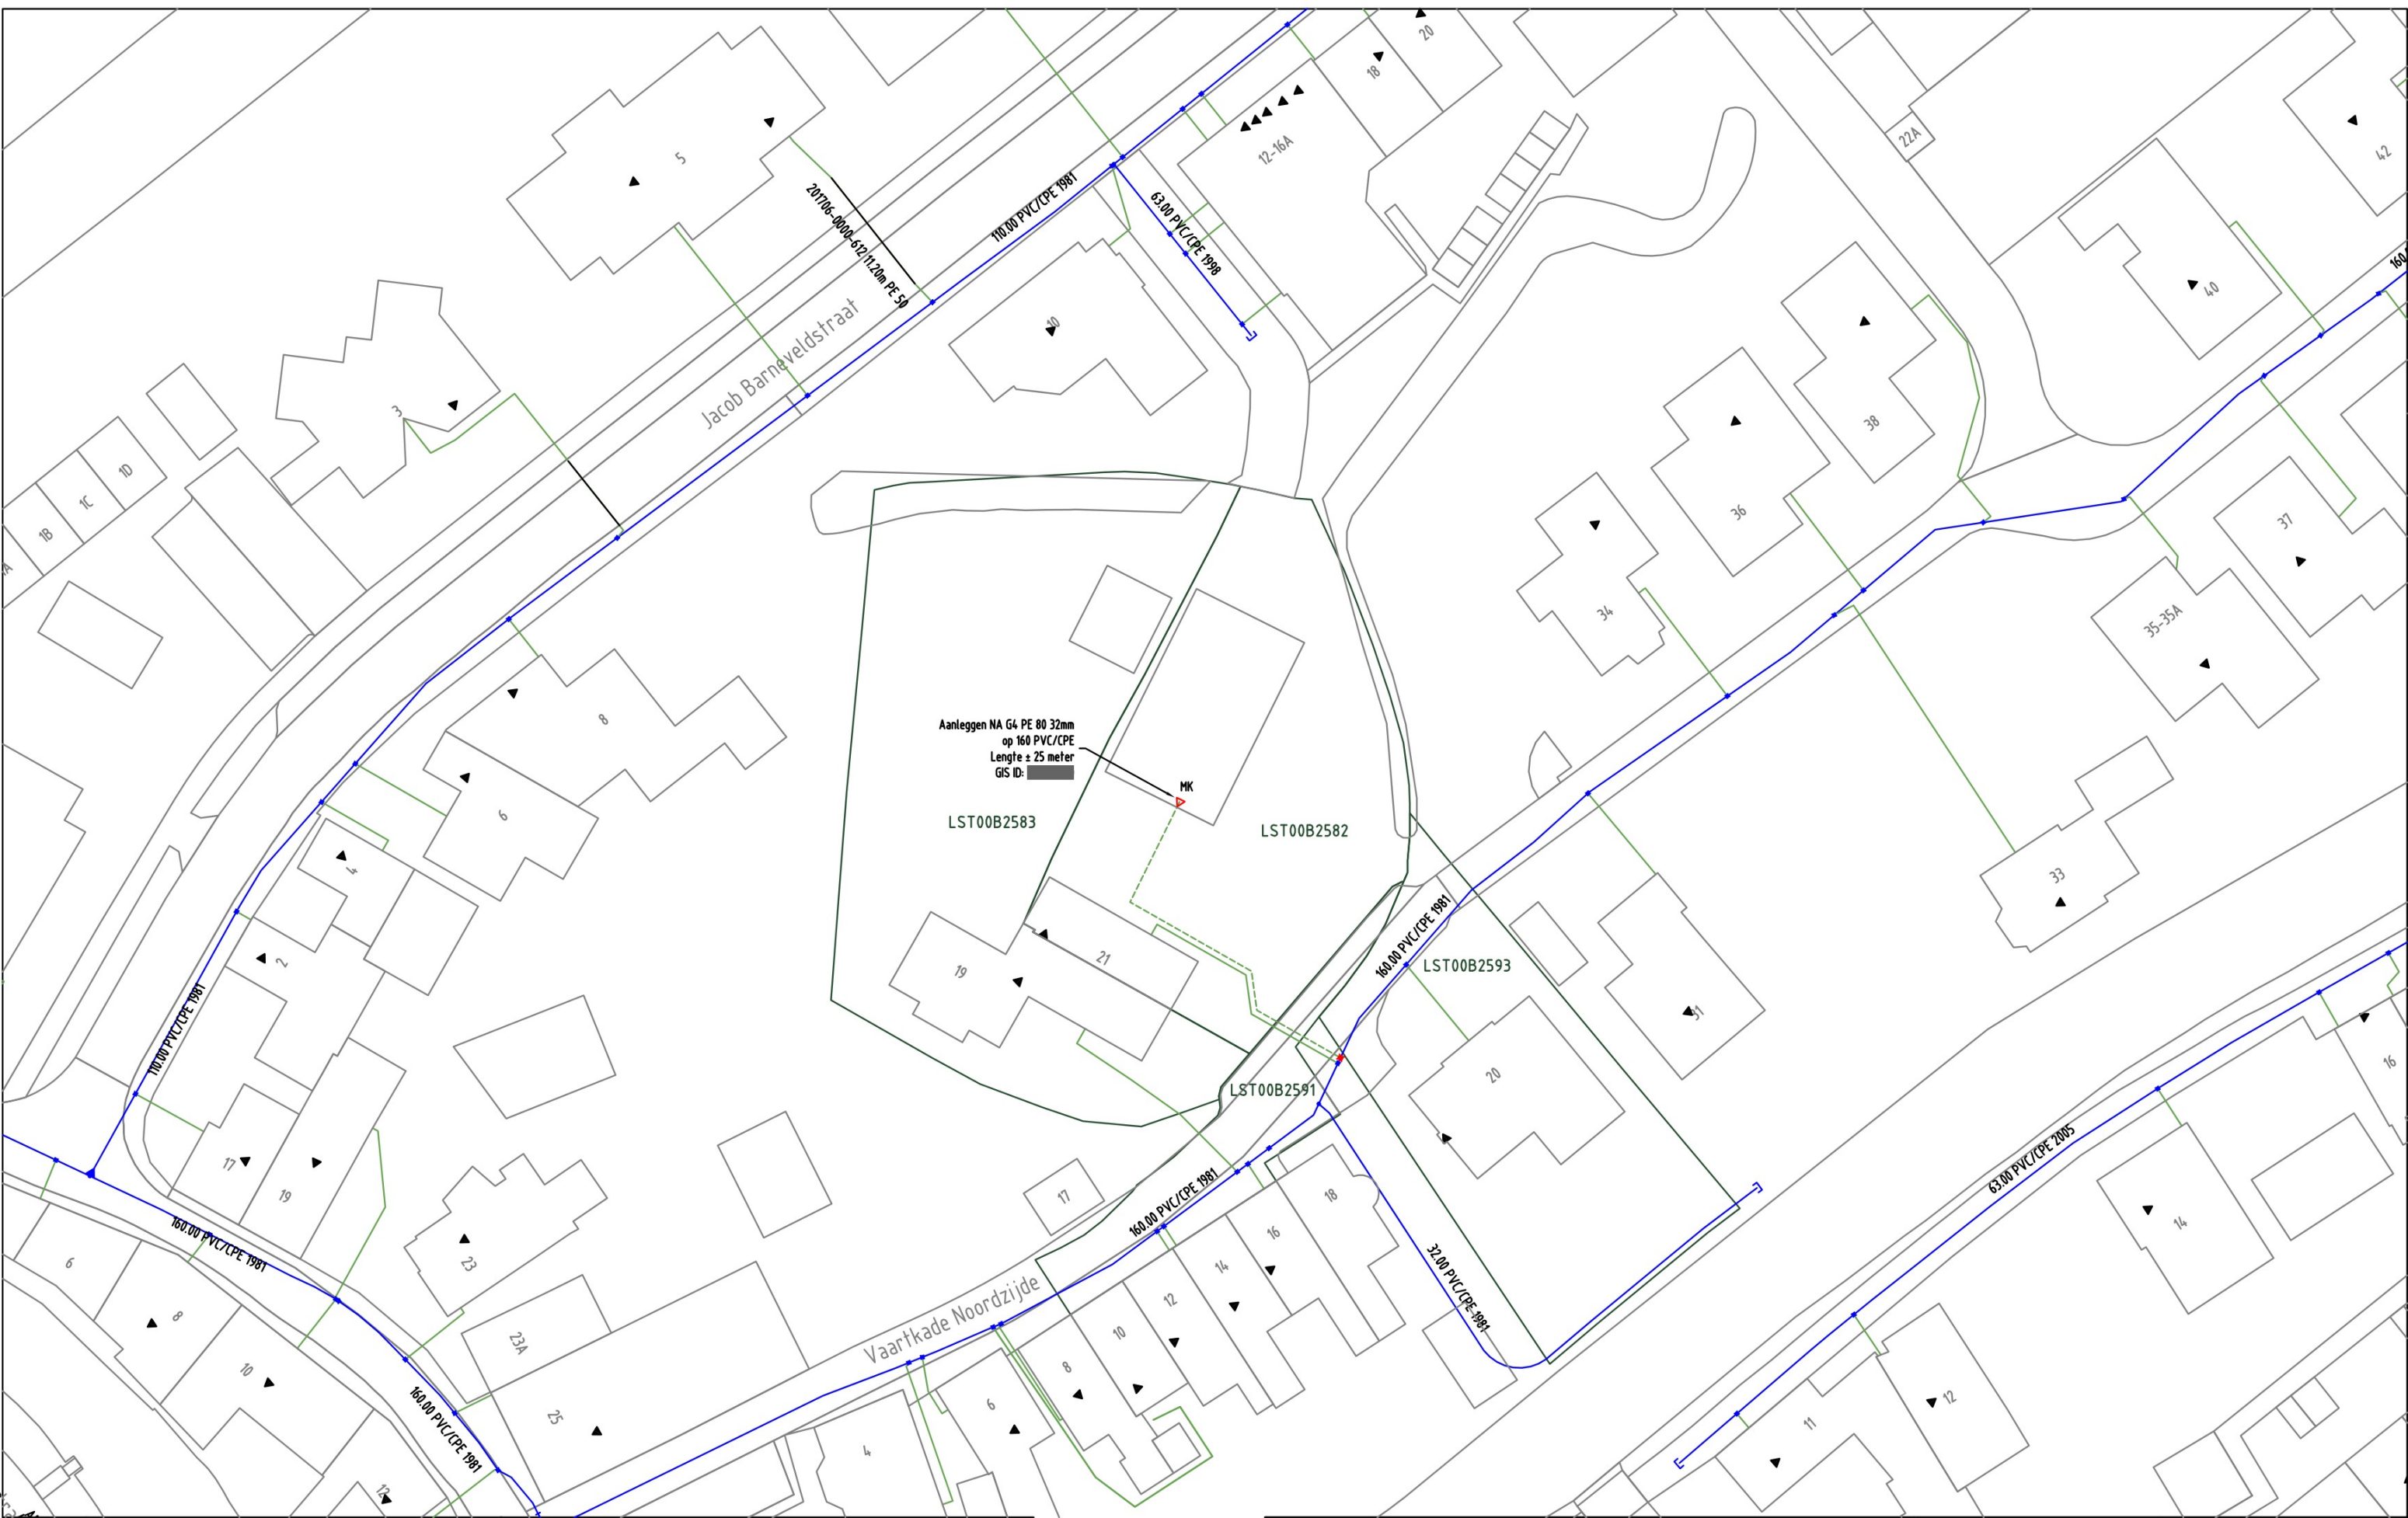 20
18
12-16A
22A
42
5
201706-0000-612 11.20m PE 50
110.00 PVC/CPE 1981
63.00 PVC/CPE 1998
10
40
160
Jacob Barneveldstraat
3
38
1D
1C
1B
36
37
34
35-35A
8
Aanleggen NA G4 PE 80 32mm
op 160 PVC/CPE
Lengte ± 25 meter
GIS ID:
MK
LST00B2583
LST00B2582
6
4
33
2
19
21
160.00 PVC/CPE 1981
LST00B2593
31
110.00 PVC/CPE 1981
20
LST00B2591
16
17
19
17
18
160.00 PVC/CPE 1981
63.00 PVC/CPE 2005
14
160.00 PVC/CPE 1981
6
23
16
14
12
10
32.00 PVC/CPE 1981
8
23A
Vaartkade Noordzijde
10
8
6
25
4
160.00 PVC/CPE 1981
12
11
12